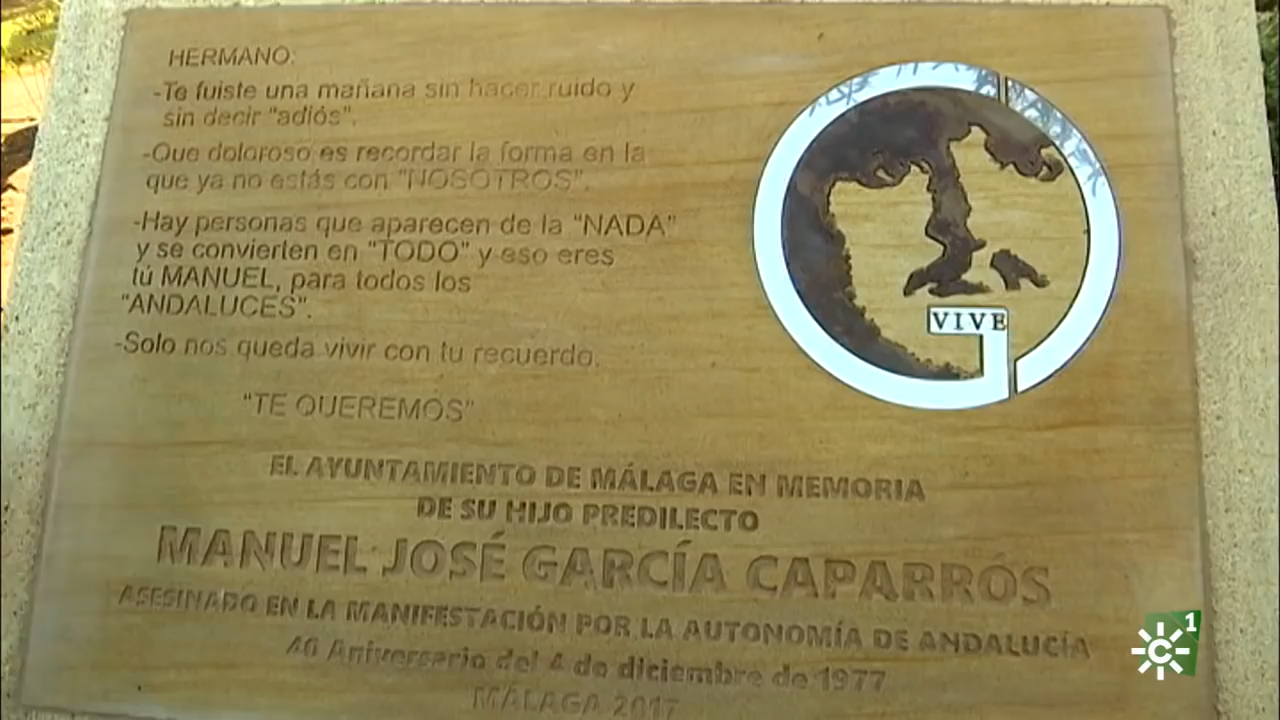 HERMANO:
-Te fuiste una mañana sin hacer ruido y
sin decir "adiós".
-Que doloroso es recordar la forma en la
que ya no estás con "NOSOTROS".
-Hay personas que aparecen de la "NADA"
y se convierten en "TODO" y eso eres
tú MANUEL, para todos los
"ANDALUCES".
-Solo nos queda vivir con tu recuerdo.
"TE QUEREMOS"
VIVE
EL AYUNTAMIENTO DE MÁLAGA EN MEMORIA
DE SU HIJO PREDILECTO
MANUEL JOSÉ GARCÍA CAPARRÓS
ASESINADO EN LA MANIFESTACIÓN POR LA AUTONOMÍA DE ANDALUCÍA
40 Aniversario del 4 de diciembre de 1977
MÁLAGA 2017
1